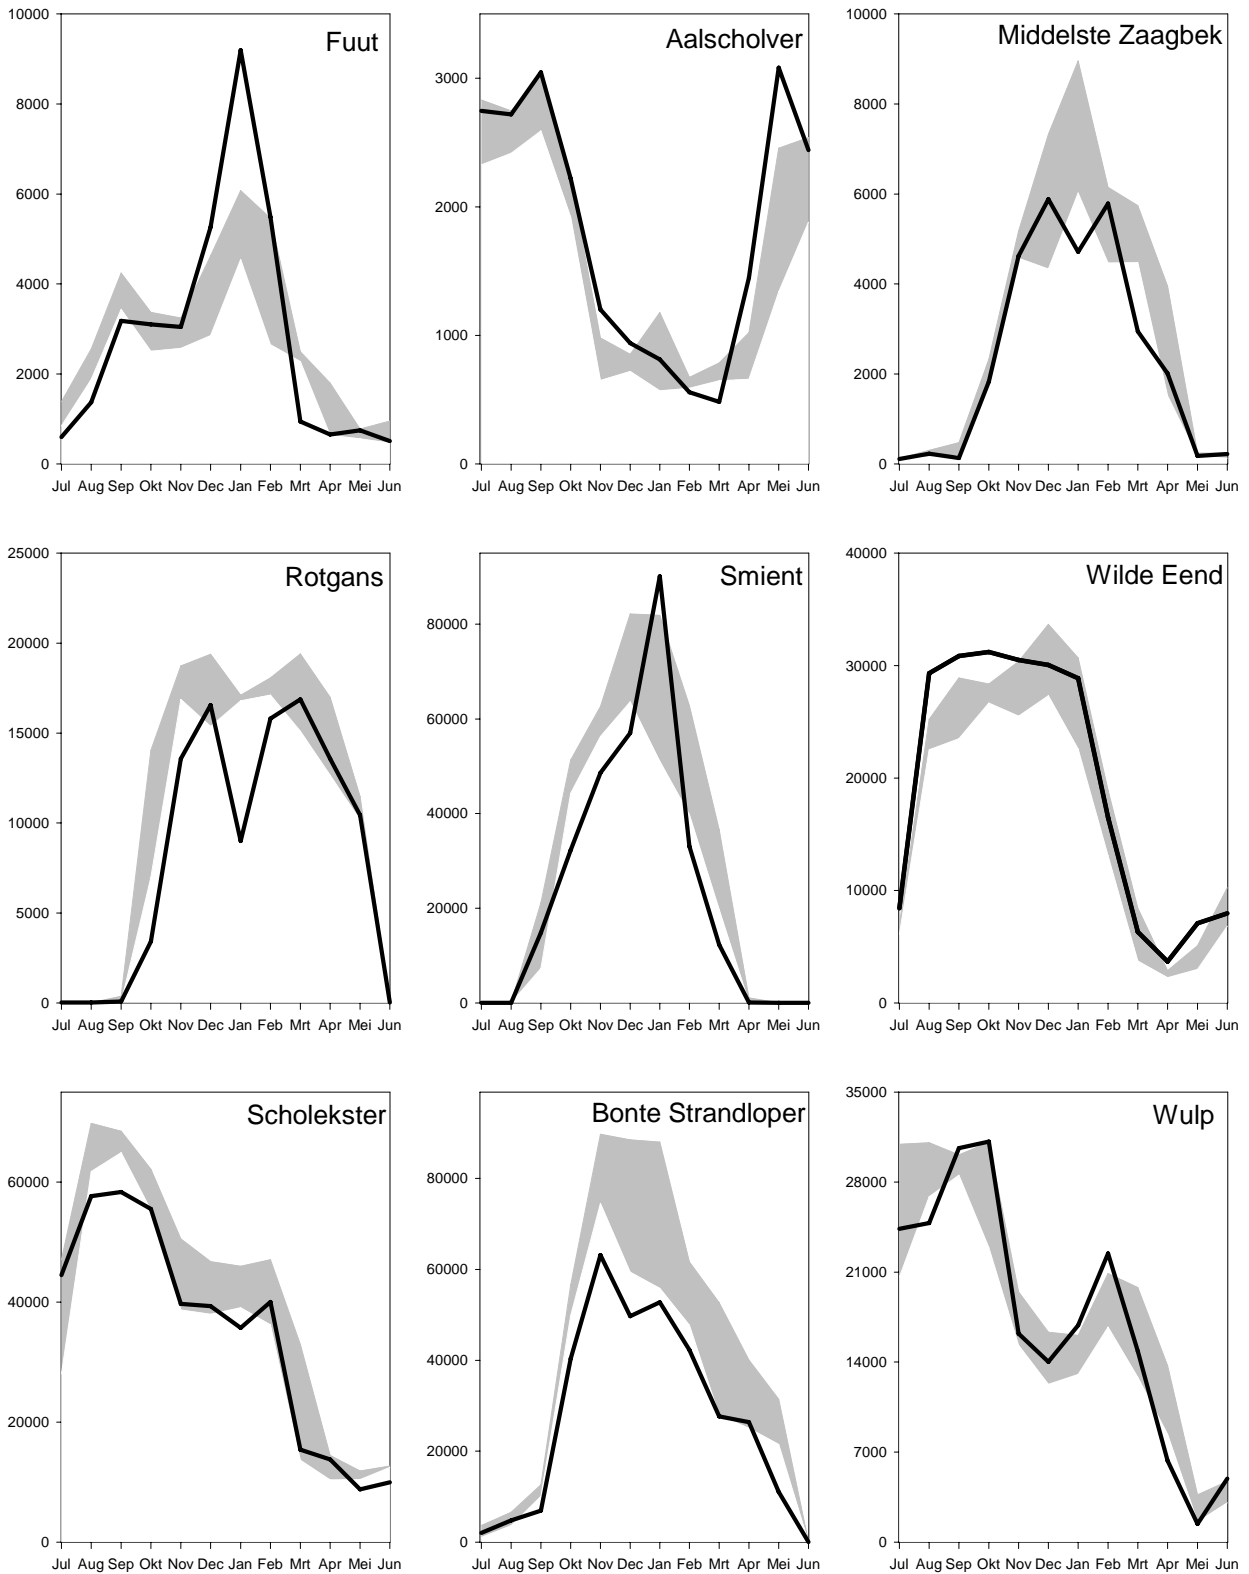 Fuut
10000
8000
6000
4000
2000
0
Jul Aug Sep Okt Nov Dec Jan Feb Mrt Apr Mei Jun
Aalscholver
3000
2000
1000
0
Jul Aug Sep Okt Nov Dec Jan Feb Mrt Apr Mei Jun
Middelste Zaagbek
10000
8000
6000
4000
2000
0
Jul Aug Sep Okt Nov Dec Jan Feb Mrt Apr Mei Jun
Rotgans
25000
20000
15000
10000
5000
0
Jul Aug Sep Okt Nov Dec Jan Feb Mrt Apr Mei Jun
Smient
80000
60000
40000
20000
0
Jul Aug Sep Okt Nov Dec Jan Feb Mrt Apr Mei Jun
Wilde Eend
40000
30000
20000
10000
0
Jul Aug Sep Okt Nov Dec Jan Feb Mrt Apr Mei Jun
Scholekster
60000
40000
20000
0
Jul Aug Sep Okt Nov Dec Jan Feb Mrt Apr Mei Jun
Bonte Strandloper
80000
60000
40000
20000
0
Jul Aug Sep Okt Nov Dec Jan Feb Mrt Apr Mei Jun
Wulp
35000
28000
21000
14000
7000
0
Jul Aug Sep Okt Nov Dec Jan Feb Mrt Apr Mei Jun